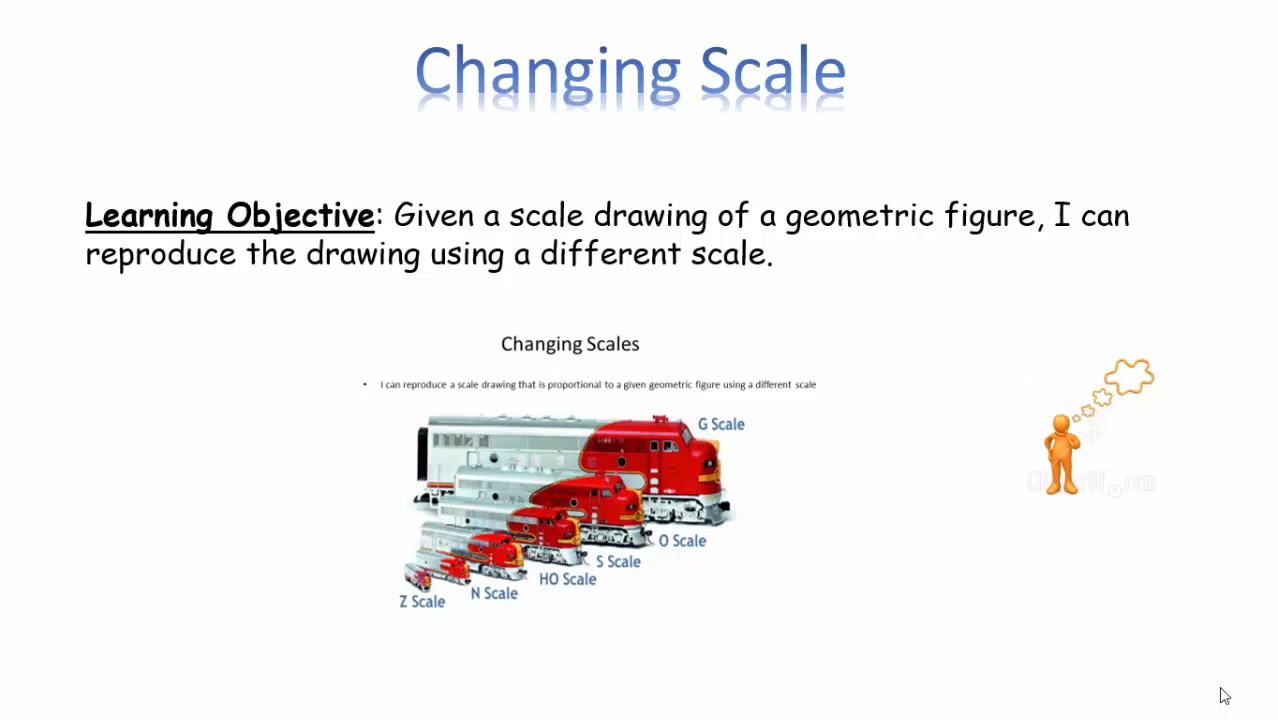 Changing Scale
Learning Objective: Given a scale drawing of a geometric figure, I can
reproduce the drawing using a different scale.
Changing Scales
• I can reproduce a scale drawing that is proportional to a given geometric figure using a different scale
G Scale
O Scale
S Scale
HO Scale
N Scale
Z Scale